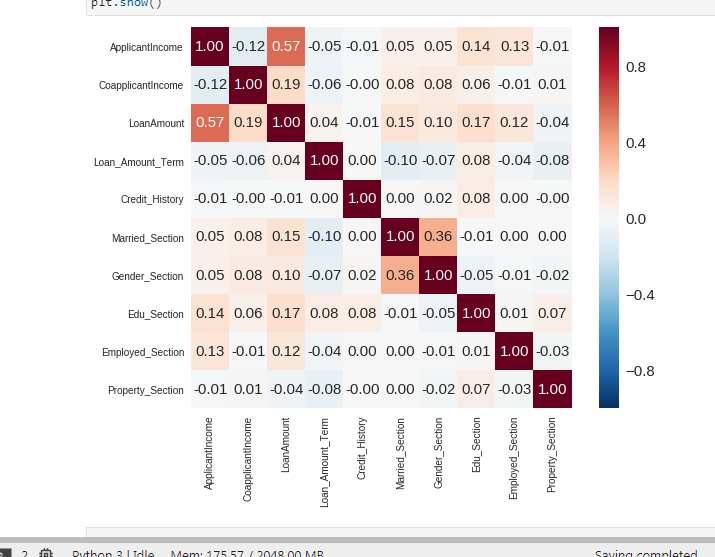 plt.show()
ApplicantIncome 1.00 -0.12 0.57 -0.05 -0.01 0.05 0.05 0.14 0.13 -0.01
CoapplicantIncome -0.12 1.00 0.19 -0.06 -0.00 0.08 0.08 0.06 -0.01 0.01
LoanAmount 0.57 0.19 1.00 0.04 -0.01 0.15 0.10 0.17 0.12 -0.04
Loan_Amount_Term -0.05 -0.06 0.04 1.00 0.00 -0.10 -0.07 0.08 -0.04 -0.08
Credit_History -0.01 -0.00 -0.01 0.00 1.00 0.00 0.02 0.08 0.00 -0.00
Married_Section 0.05 0.08 0.15 -0.10 0.00 1.00 0.36 -0.01 0.00 0.00
Gender_Section 0.05 0.08 0.10 -0.07 0.02 0.36 1.00 -0.05 -0.01 -0.02
Edu_Section 0.14 0.06 0.17 0.08 0.08 -0.01 -0.05 1.00 0.01 0.07
Employed_Section 0.13 -0.01 0.12 -0.04 0.00 0.00 -0.01 0.01 1.00 -0.03
Property_Section -0.01 0.01 -0.04 -0.08 -0.00 0.00 -0.02 0.07 -0.03 1.00
ApplicantIncome
CoapplicantIncome
LoanAmount
Loan_Amount_Term
Credit_History
Married_Section
Gender_Section
Edu_Section
Employed_Section
Property_Section
0.8
0.4
0.0
−0.4
−0.8
2 Python 3 | Idle Mem: 175.57 / 2048.00 MB Saving completed